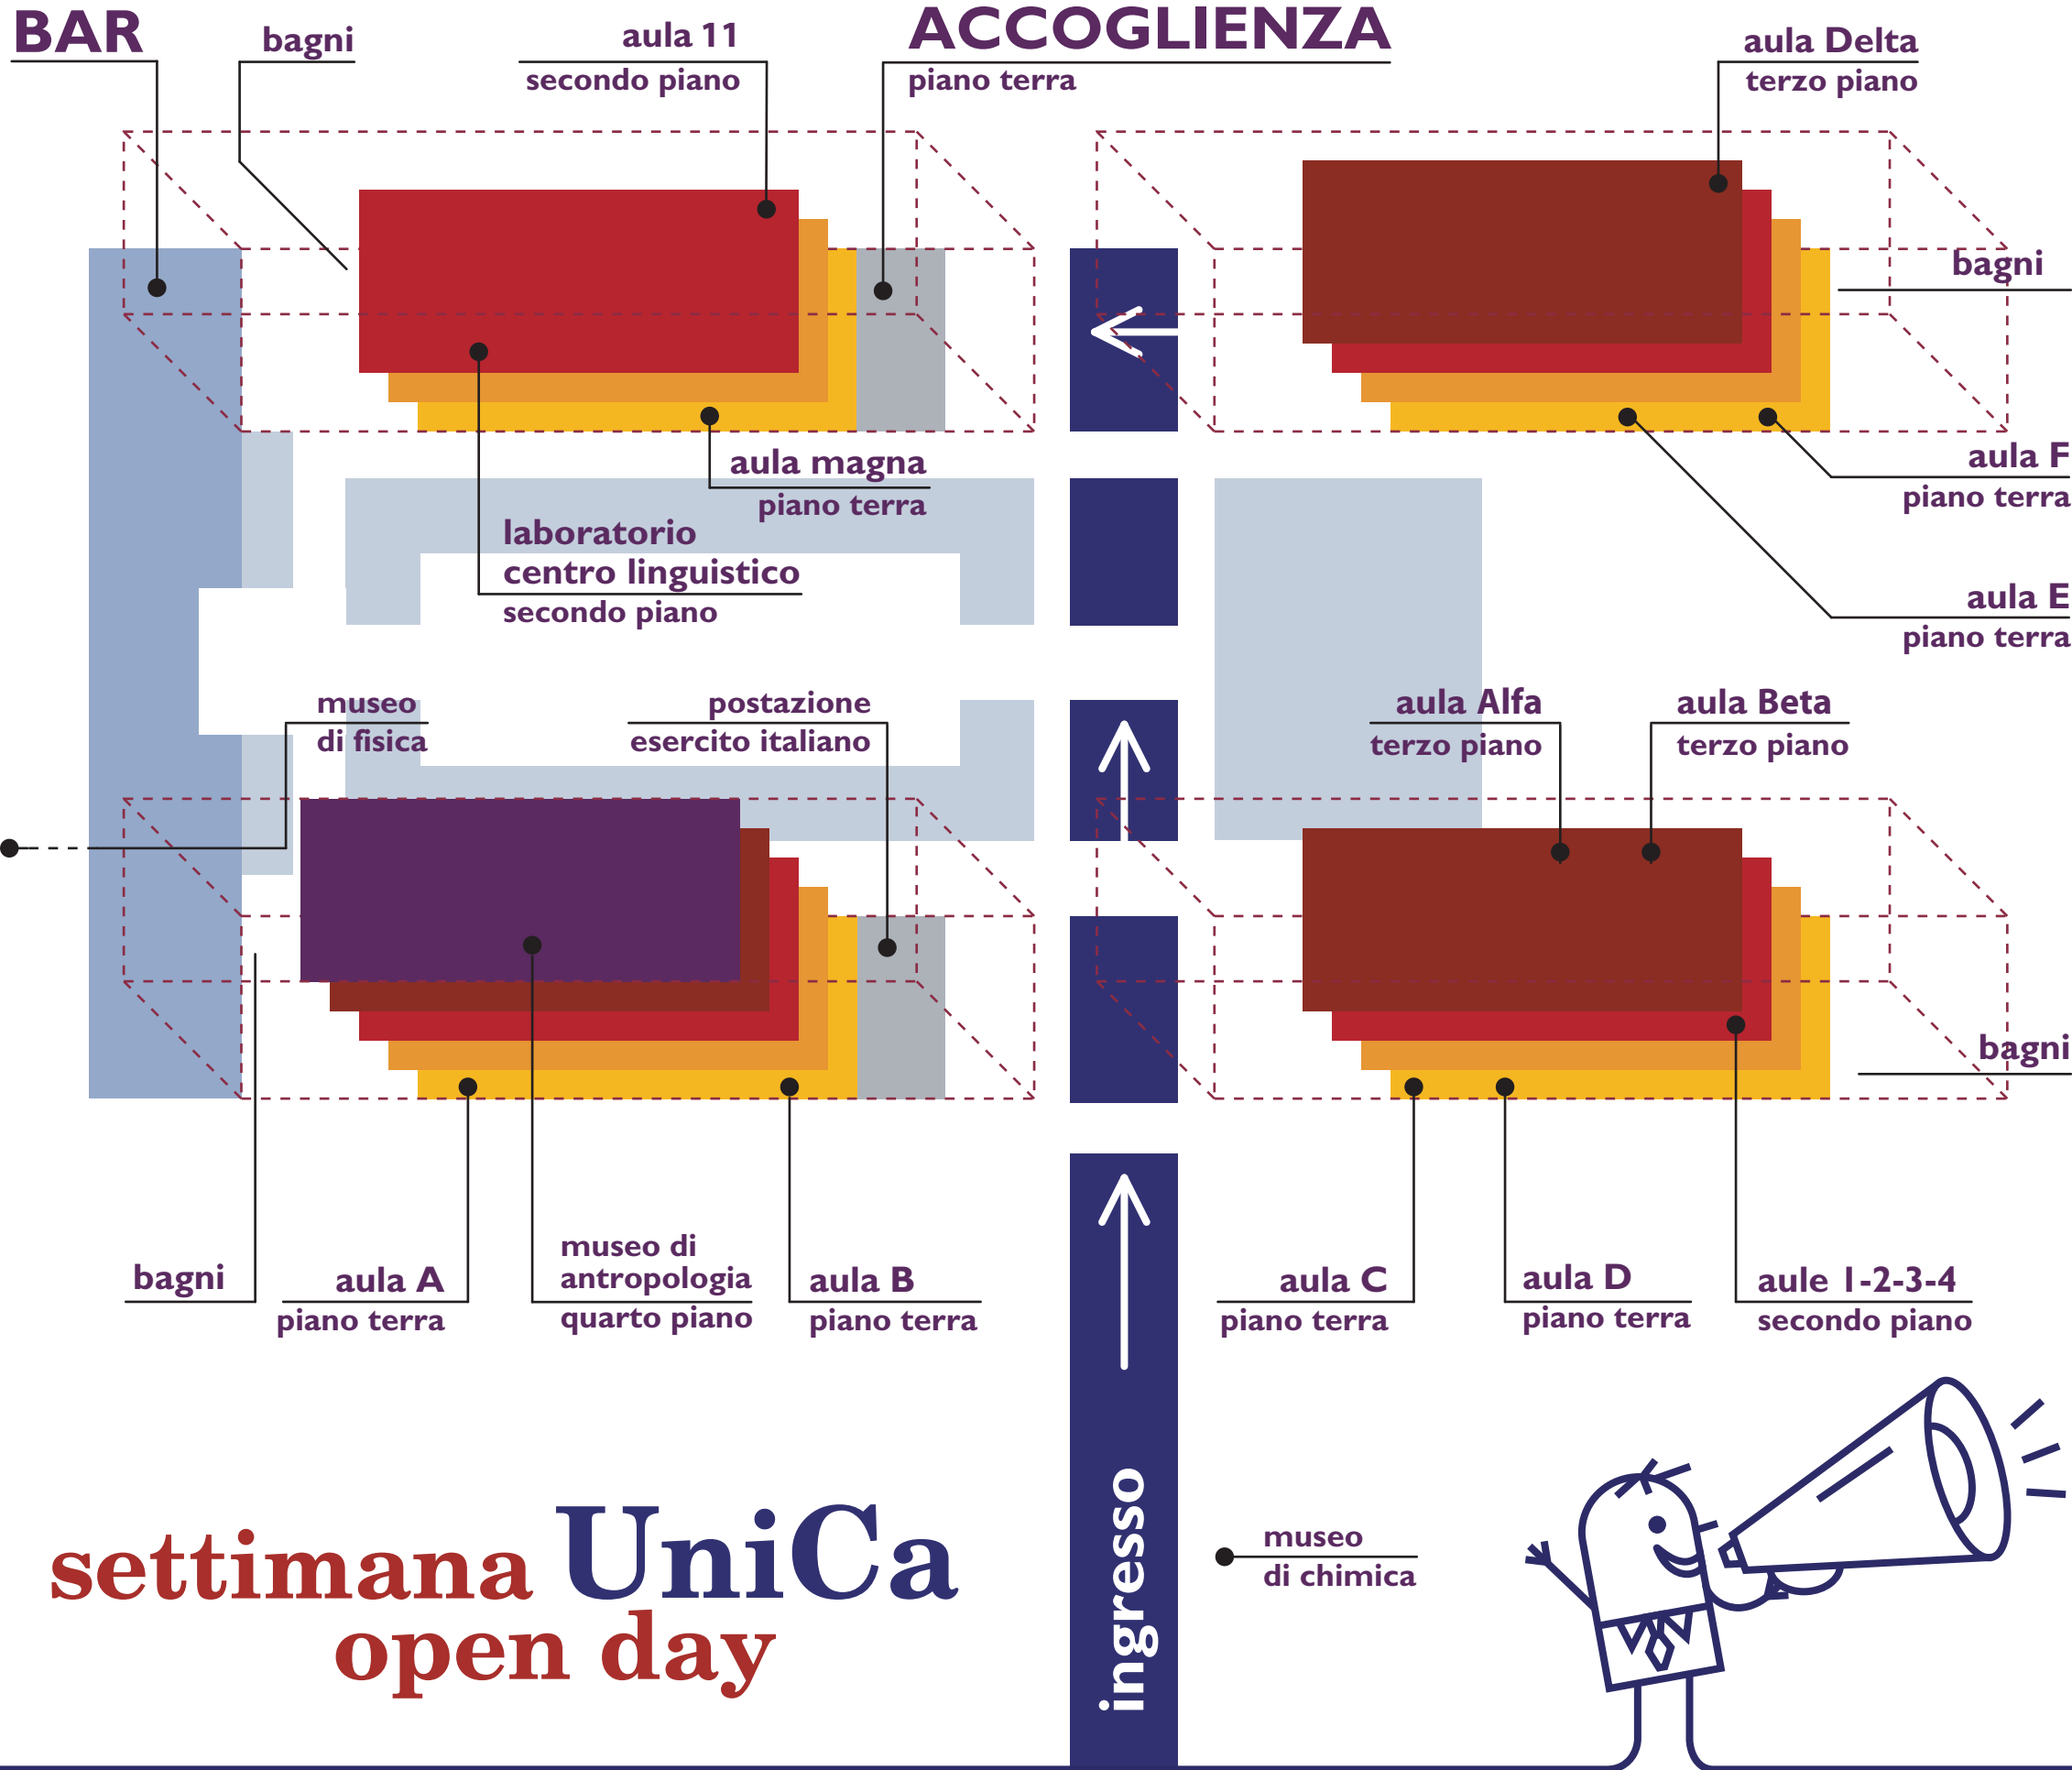 BAR
bagni
aula 11
secondo piano
ACCOGLIENZA
piano terra
aula Delta
terzo piano
bagni
aula F
piano terra
aula magna
piano terra
laboratorio
centro linguistico
secondo piano
aula E
piano terra
museo
di fisica
postazione
esercito italiano
aula Alfa
terzo piano
aula Beta
terzo piano
bagni
bagni
aula A
piano terra
museo di
antropologia
quarto piano
aula B
piano terra
aula C
piano terra
aula D
piano terra
aule 1-2-3-4
secondo piano
ingresso
museo
di chimica
settimana UniCa
open day